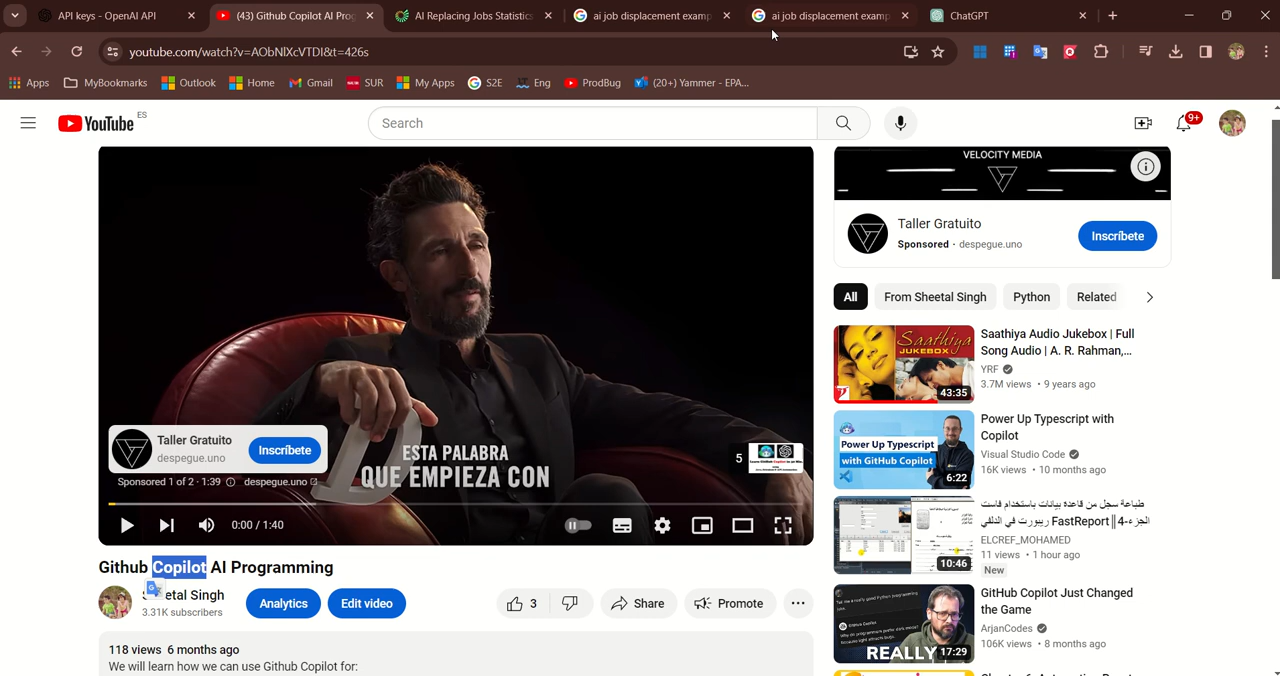 API keys - OpenAI API
(43) Github Copilot AI Prog
AI Replacing Jobs Statistics
ai job displacement examp
ai job displacement examp
ChatGPT
youtube.com/watch?v=AObNlXcVTDI&t=426s
Apps
MyBookmarks
Outlook
Home
Gmail
SUR
My Apps
S2E
Eng
ProdBug
(20+) Yammer - EPA...
YouTube ES
Search
9+
VELOCITY MEDIA
Taller Gratuito
Sponsored · despegue.uno
Inscríbete
All
From Sheetal Singh
Python
Related
ESTA PALABRA
QUE EMPIEZA CON
Taller Gratuito
despegue.uno
Inscríbete
Sponsored 1 of 2 · 1:39
despegue.uno
5
0:00 / 1:40
Github Copilot AI Programming
etal Singh
3.31K subscribers
Analytics
Edit video
3
Share
Promote
118 views 6 months ago
We will learn how we can use Github Copilot for:
Saathiya
JUKEBOX
43:35
Saathiya Audio Jukebox | Full
Song Audio | A. R. Rahman,...
YRF
3.7M views • 9 years ago
Power Up Typescript
with GitHub Copilot
6:22
Power Up Typescript with
Copilot
Visual Studio Code
16K views • 10 months ago
10:46
طباعة سجل من قاعدة بيانات باستخدام فاست
ريبورت في الدلفي FastReport||الجزء-4
ELCREF_MOHAMED
11 views • 1 hour ago
New
REALLY
17:29
GitHub Copilot Just Changed
the Game
ArjanCodes
106K views • 8 months ago